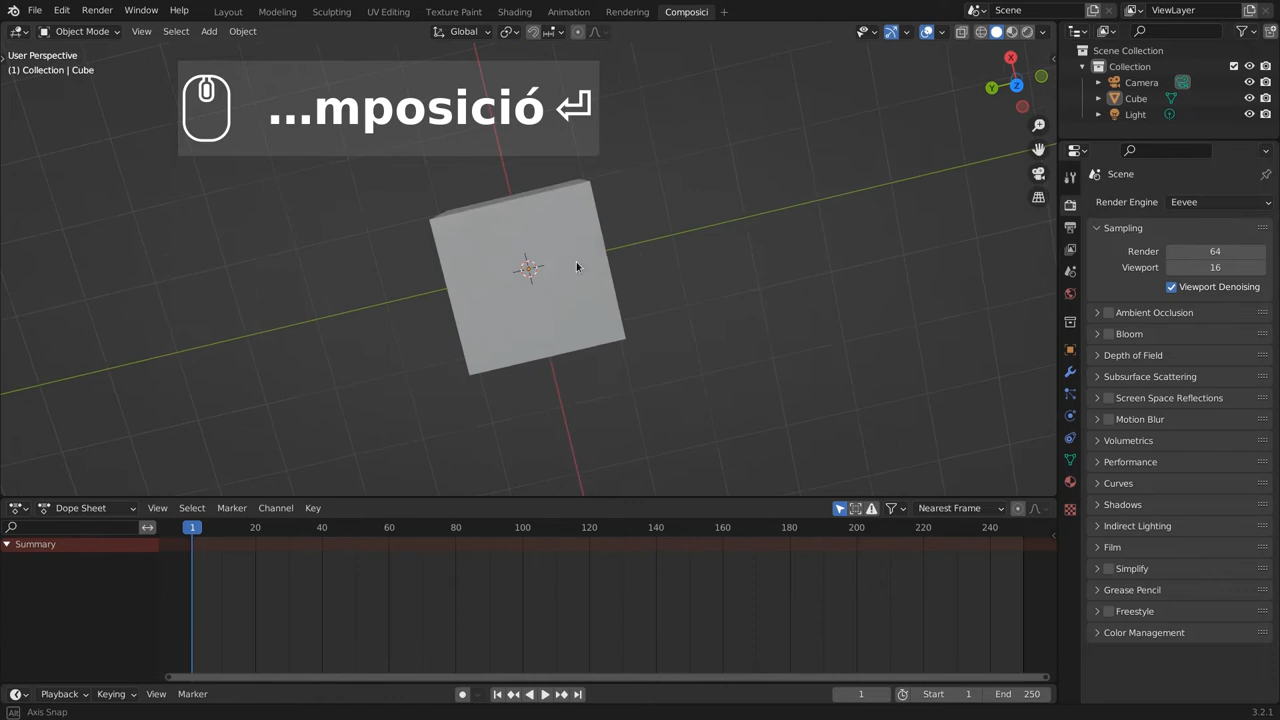 File Edit Render Window Help Layout Modeling Sculpting UV Editing Texture Paint Shading Animation Rendering Composici + Scene ViewLayer
Object Mode View Select Add Object Global
User Perspective
(1) Collection | Cube
...mposició ⏎
X
Y
Z
Scene Collection
Collection
Camera
Cube
Light
Scene
Render Engine Eevee
Sampling
Render 64
Viewport 16
Viewport Denoising
Ambient Occlusion
Bloom
Depth of Field
Subsurface Scattering
Screen Space Reflections
Motion Blur
Volumetrics
Performance
Curves
Shadows
Indirect Lighting
Film
Simplify
Grease Pencil
Freestyle
Color Management
Dope Sheet View Select Marker Channel Key Nearest Frame
1 20 40 60 80 100 120 140 160 180 200 220 240
Summary
Playback Keying View Marker 1 Start 1 End 250
Alt Axis Snap 3.2.1